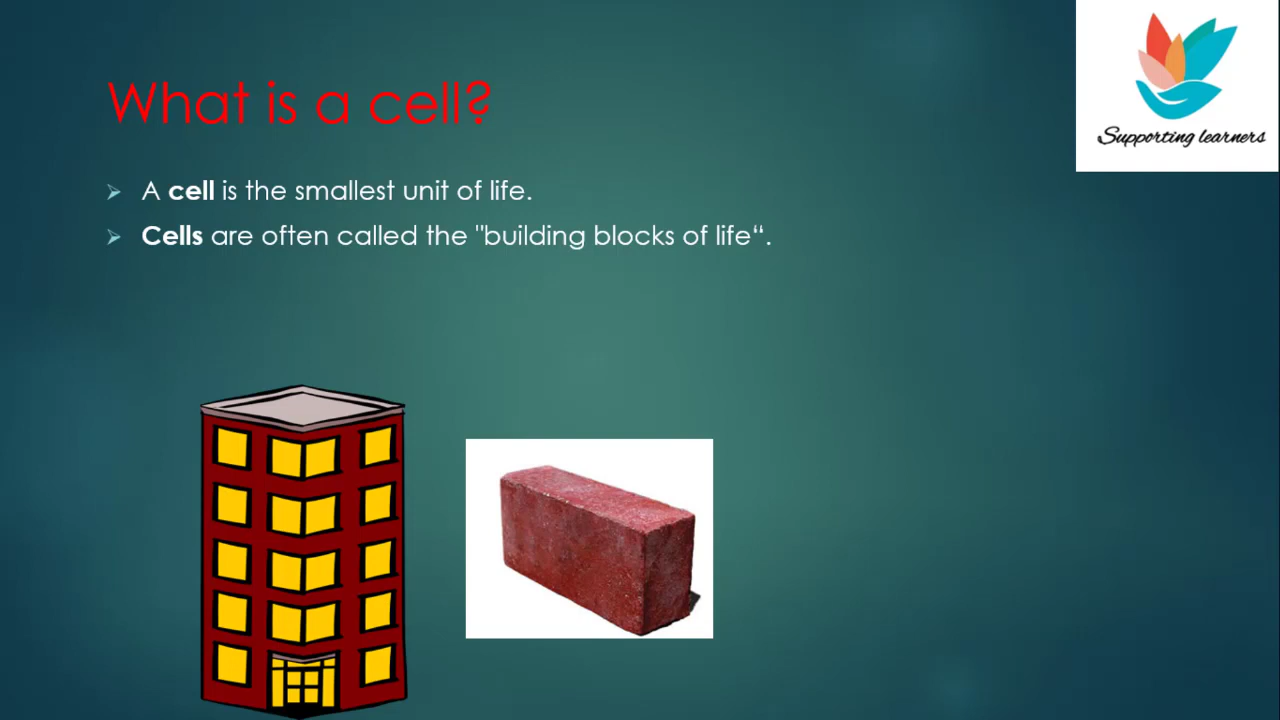 What is a cell?
A cell is the smallest unit of life.
Cells are often called the "building blocks of life“.
Supporting learners